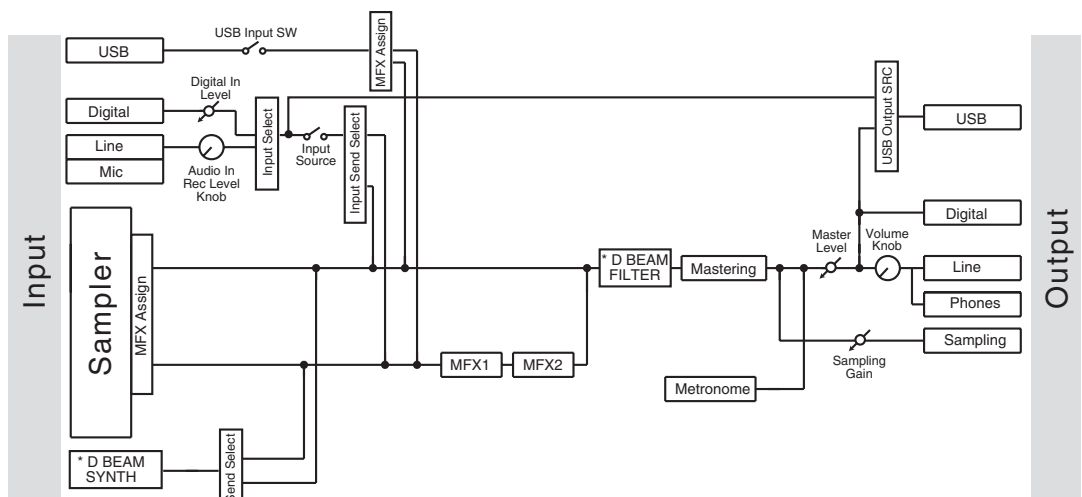 Input
USB
USB Input SW
MFX Assign
Digital In
Level
Digital
Line
Mic
Audio In
Rec Level
Knob
Input Select
Input
Source
Input Send Select
Sampler
MFX Assign
* D BEAM
SYNTH
Send Select
MFX1
MFX2
* D BEAM
FILTER
Mastering
Metronome
Master
Level
Volume
Knob
Sampling
Gain
USB Output SRC
USB
Digital
Line
Phones
Sampling
Output